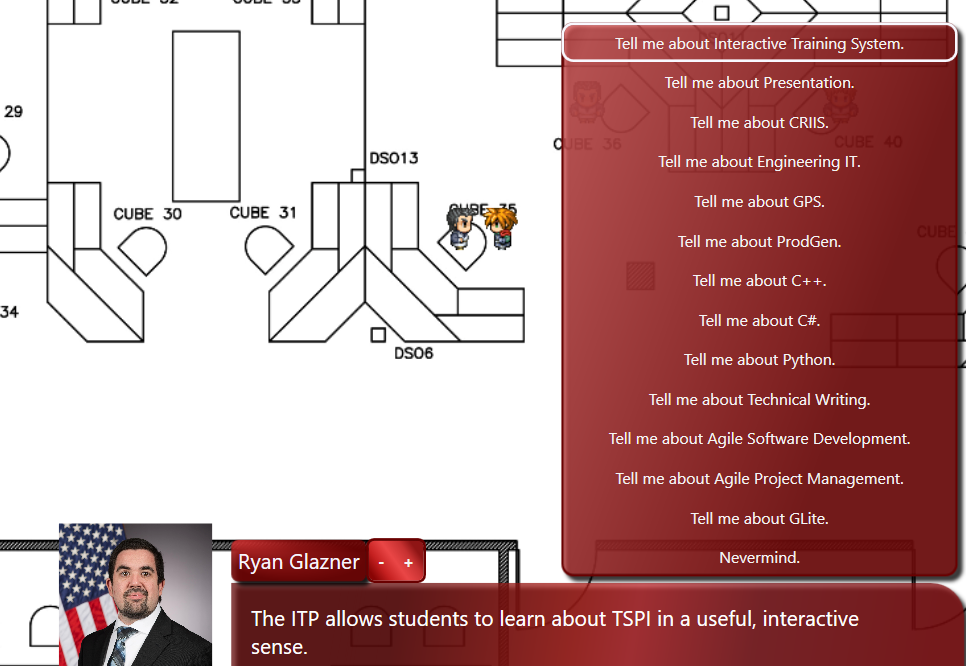 CUBE 32
CUBE 33
29
DSO13
CUBE 36
CUBE 40
CUBE 30
CUBE 31
CUBE 35
CUBE
34
DSO6
Tell me about Interactive Training System.
Tell me about Presentation.
Tell me about CRIIS.
Tell me about Engineering IT.
Tell me about GPS.
Tell me about ProdGen.
Tell me about C++.
Tell me about C#.
Tell me about Python.
Tell me about Technical Writing.
Tell me about Agile Software Development.
Tell me about Agile Project Management.
Tell me about GLite.
Nevermind.
Ryan Glazner
- +
The ITP allows students to learn about TSPI in a useful, interactive
sense.